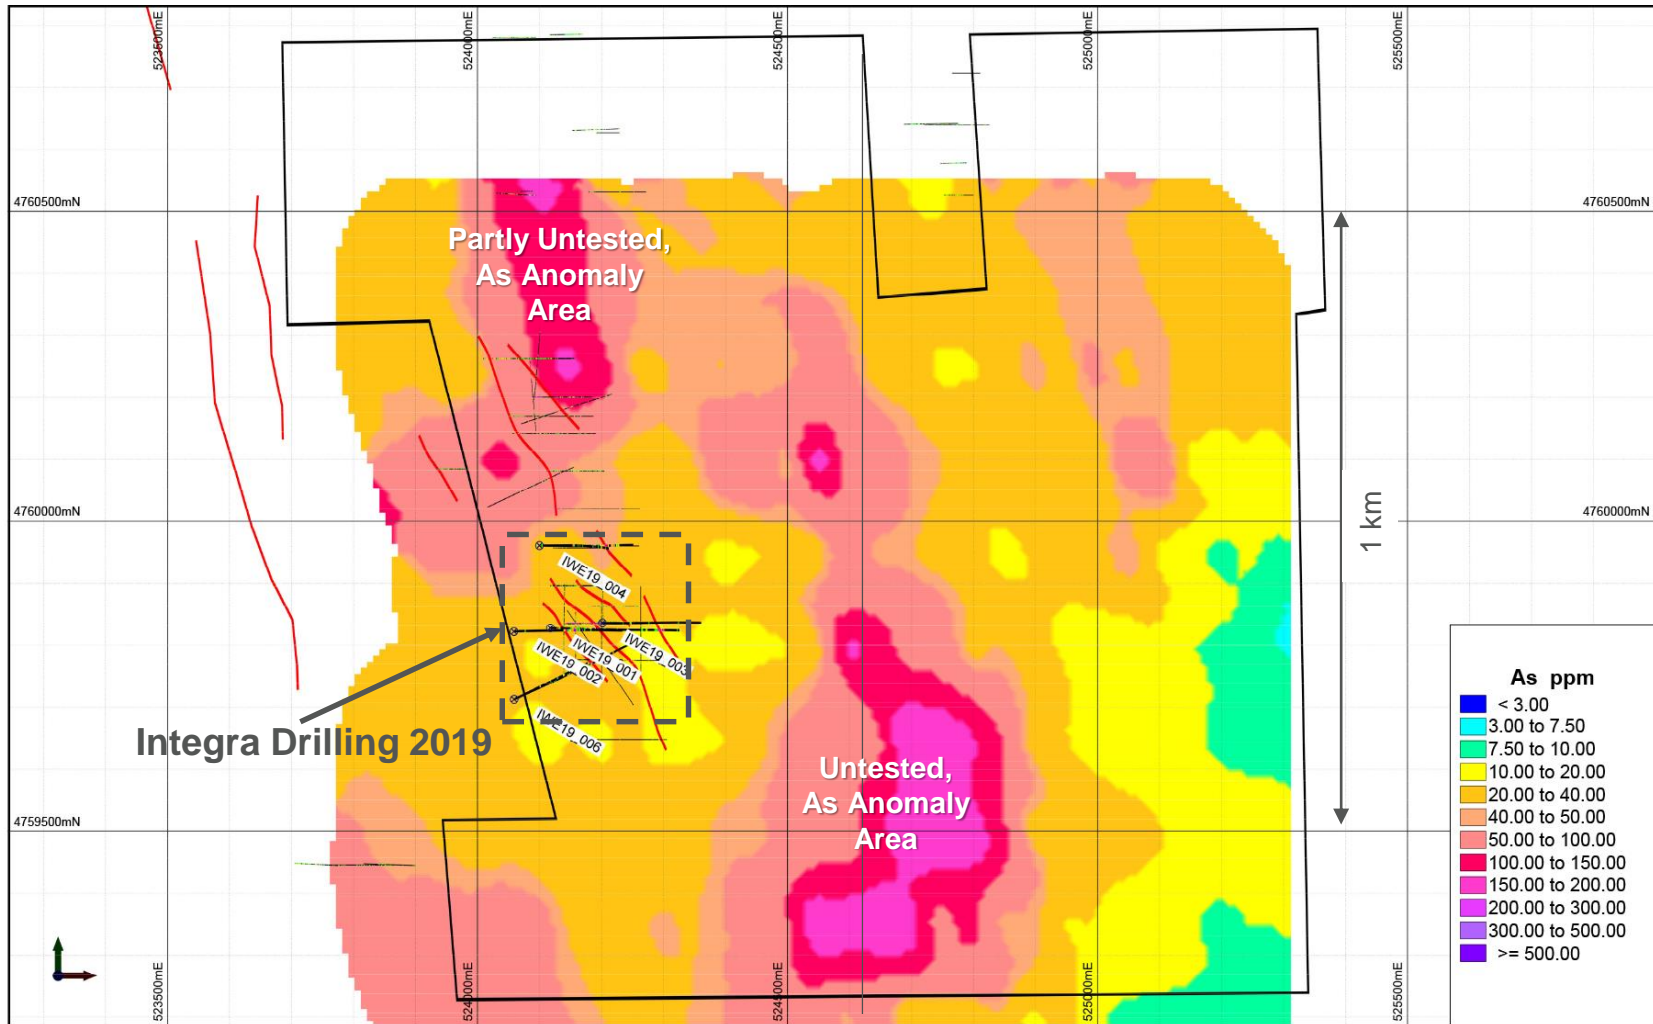 523500mE
524000mE
524500mE
525000mE
525500mE
4760500mN
4760500mN
Partly Untested,
As Anomaly
Area
4760000mN
4760000mN
1 km
IWE19_004
IWE19_003
IWE19_001
IWE19_002
IWE19_006
Integra Drilling 2019
Untested,
As Anomaly
Area
4759500mN
4759500mN
As ppm
< 3.00
3.00 to 7.50
7.50 to 10.00
10.00 to 20.00
20.00 to 40.00
40.00 to 50.00
50.00 to 100.00
100.00 to 150.00
150.00 to 200.00
200.00 to 300.00
300.00 to 500.00
>= 500.00
523500mE
524000mE
524500mE
525000mE
525500mE